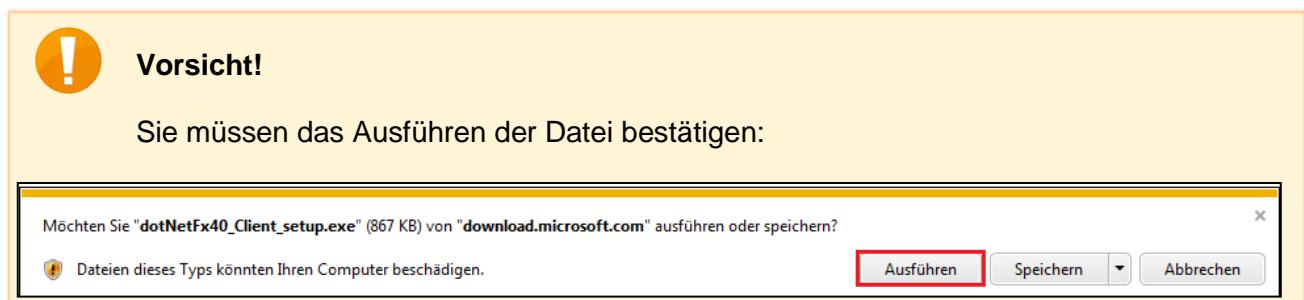 Vorsicht!
Sie müssen das Ausführen der Datei bestätigen:
Möchten Sie "dotNetFx40_Client_setup.exe" (867 KB) von "download.microsoft.com" ausführen oder speichern?
Dateien dieses Typs könnten Ihren Computer beschädigen.
Ausführen Speichern Abbrechen